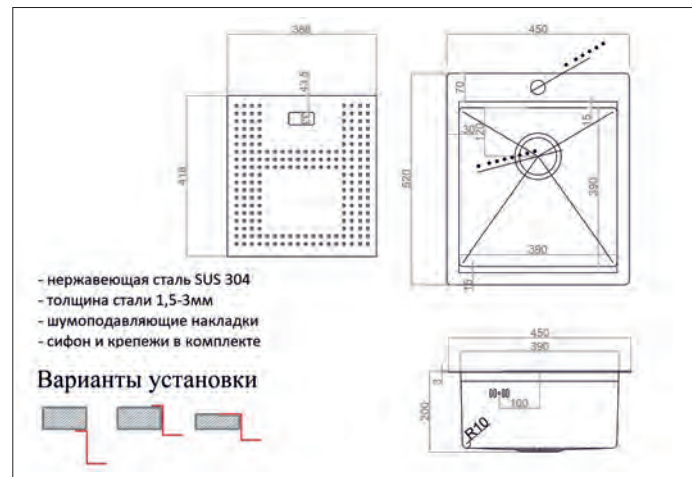 388
43.5
418
450
70
15
30
120
520
390
390
15
- нержавеющая сталь SUS 304
- толщина стали 1,5-3мм
- шумоподавляющие накладки
- сифон и крепежи в комплекте
Варианты установки
450
390
3
200
100
R10